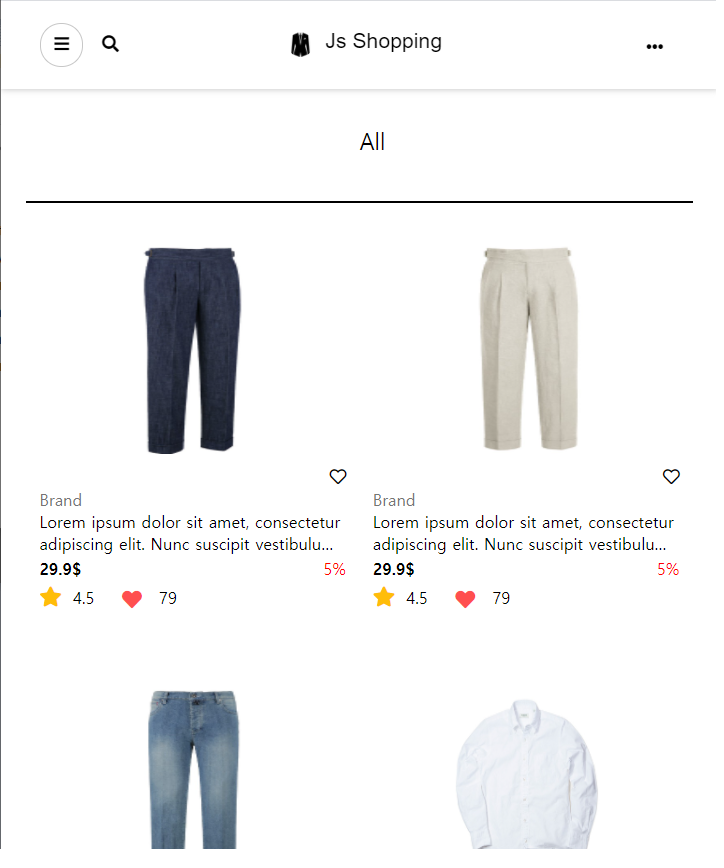 Js Shopping
All
Brand
Lorem ipsum dolor sit amet, consectetur
adipiscing elit. Nunc suscipit vestibulu...
29.9$ 5%
4.5 79
Brand
Lorem ipsum dolor sit amet, consectetur
adipiscing elit. Nunc suscipit vestibulu...
29.9$ 5%
4.5 79